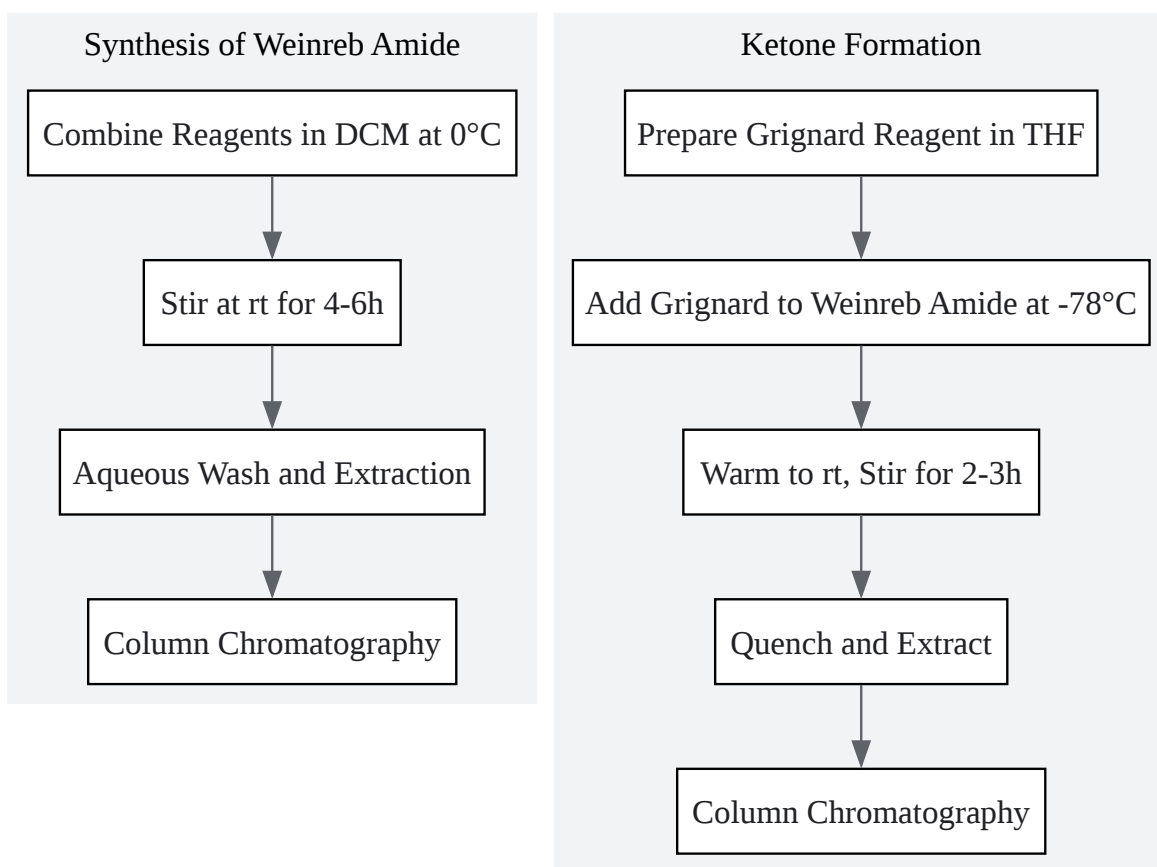 Synthesis of Weinreb Amide
Combine Reagents in DCM at 0°C
Stir at rt for 4-6h
Aqueous Wash and Extraction
Column Chromatography
Ketone Formation
Prepare Grignard Reagent in THF
Add Grignard to Weinreb Amide at -78°C
Warm to rt, Stir for 2-3h
Quench and Extract
Column Chromatography